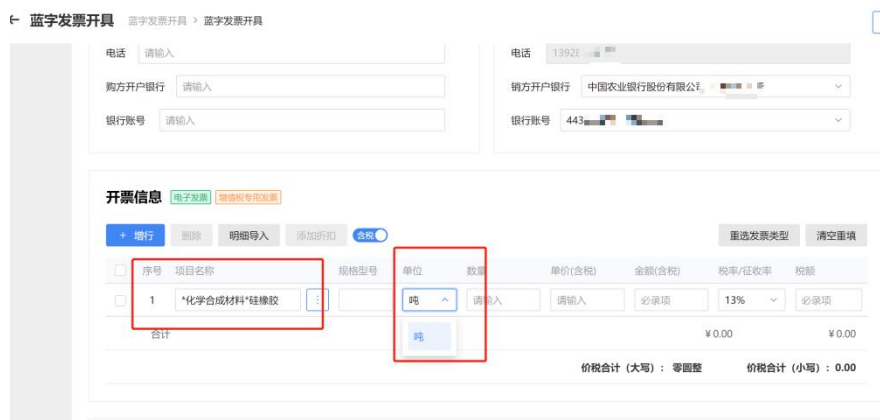 ← 蓝字发票开具 蓝字发票开具 > 蓝字发票开具
电话 请输入 电话 1392
购方开户银行 请输入 销方开户银行 中国农业银行股份有限公司
银行账号 请输入 银行账号 443
开票信息 电子发票 增值税专用发票
+ 增行 删除 明细导入 添加折扣 含税 重选发票类型 清空重填
序号 项目名称 规格型号 单位 数量 单价(含税) 金额(含税) 税率/征收率 税额
1 *化学合成材料*硅橡胶 吨 请输入 请输入 必录项 13% 必录项
吨
合计 ¥0.00 ¥0.00
价税合计（大写）: 零圆整 价税合计（小写）: 0.00